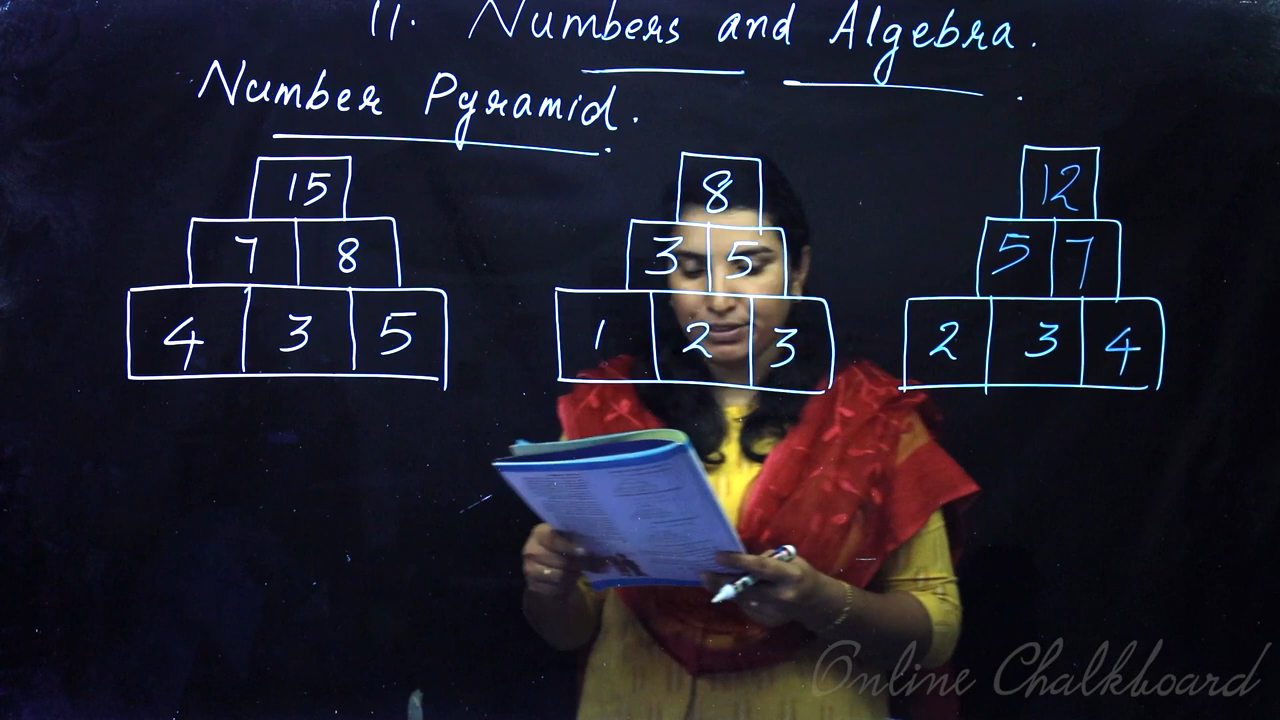 11. Numbers and Algebra.
Number Pyramid.
15
7 8
4 3 5
8
3 5
1 2 3
12
5 7
2 3 4
Online Chalkboard